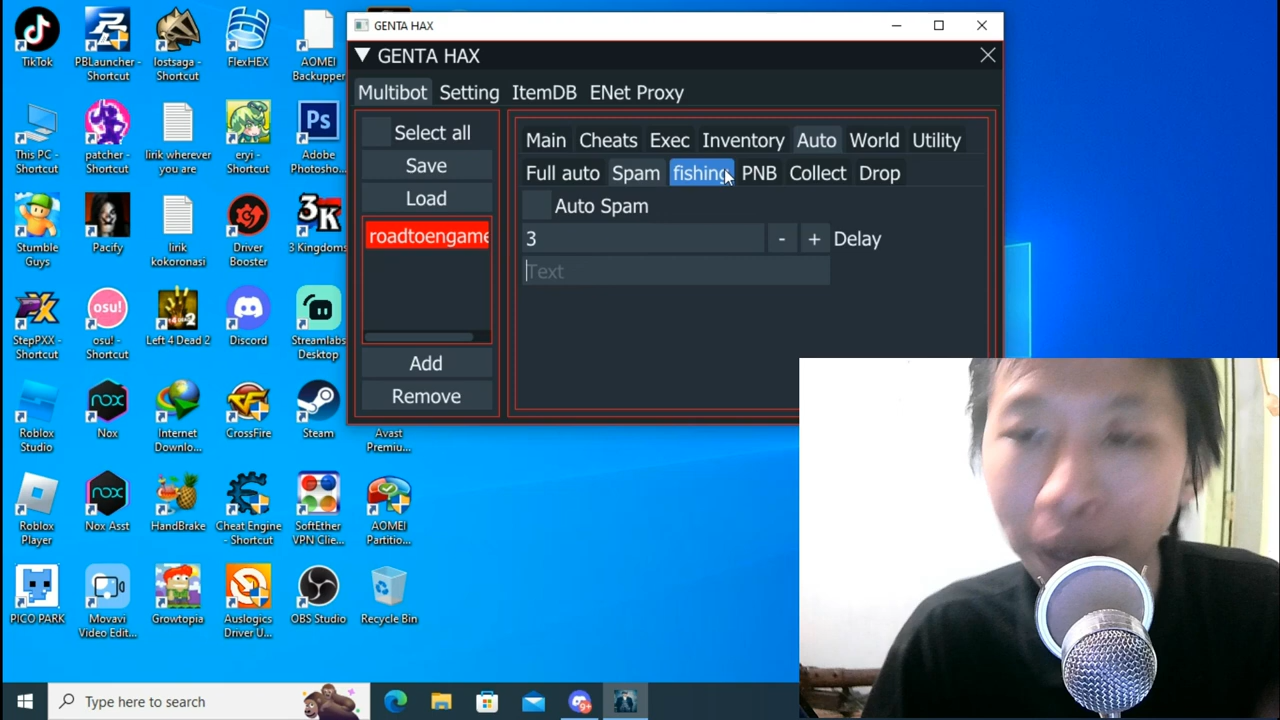 GENTA HAX
GENTA HAX
Multibot Setting ItemDB ENet Proxy
Select all
Save
Load
roadtoengame
Add
Remove
Main Cheats Exec Inventory Auto World Utility
Full auto Spam fishing PNB Collect Drop
Auto Spam
3 - + Delay
Text
TikTok
PBLauncher - Shortcut
lostsaga - Shortcut
FlexHEX
AOMEI Backupper
This PC - Shortcut
patcher - Shortcut
link wherever you are
eryi - Shortcut
Ps
Adobe Photosho...
Stumble Guys
Pacify
link kokoronasi
Driver Booster
3K
3 Kingdoms
StepPXX - Shortcut
osu!
osu! - Shortcut
Left 4 Dead 2
Discord
Streamlabs Desktop
Roblox Studio
nox
Nox
Internet Downlo...
CrossFire
Steam
Avast Premiu...
Roblox Player
nox
Nox Asst
HandBrake
Cheat Engine - Shortcut
SoftEther VPN Clie...
AOMEI Partitio...
PICO PARK
Movavi Video Edit...
Growtopia
Auslogics Driver U...
OBS Studio
Recycle Bin
Type here to search
9+